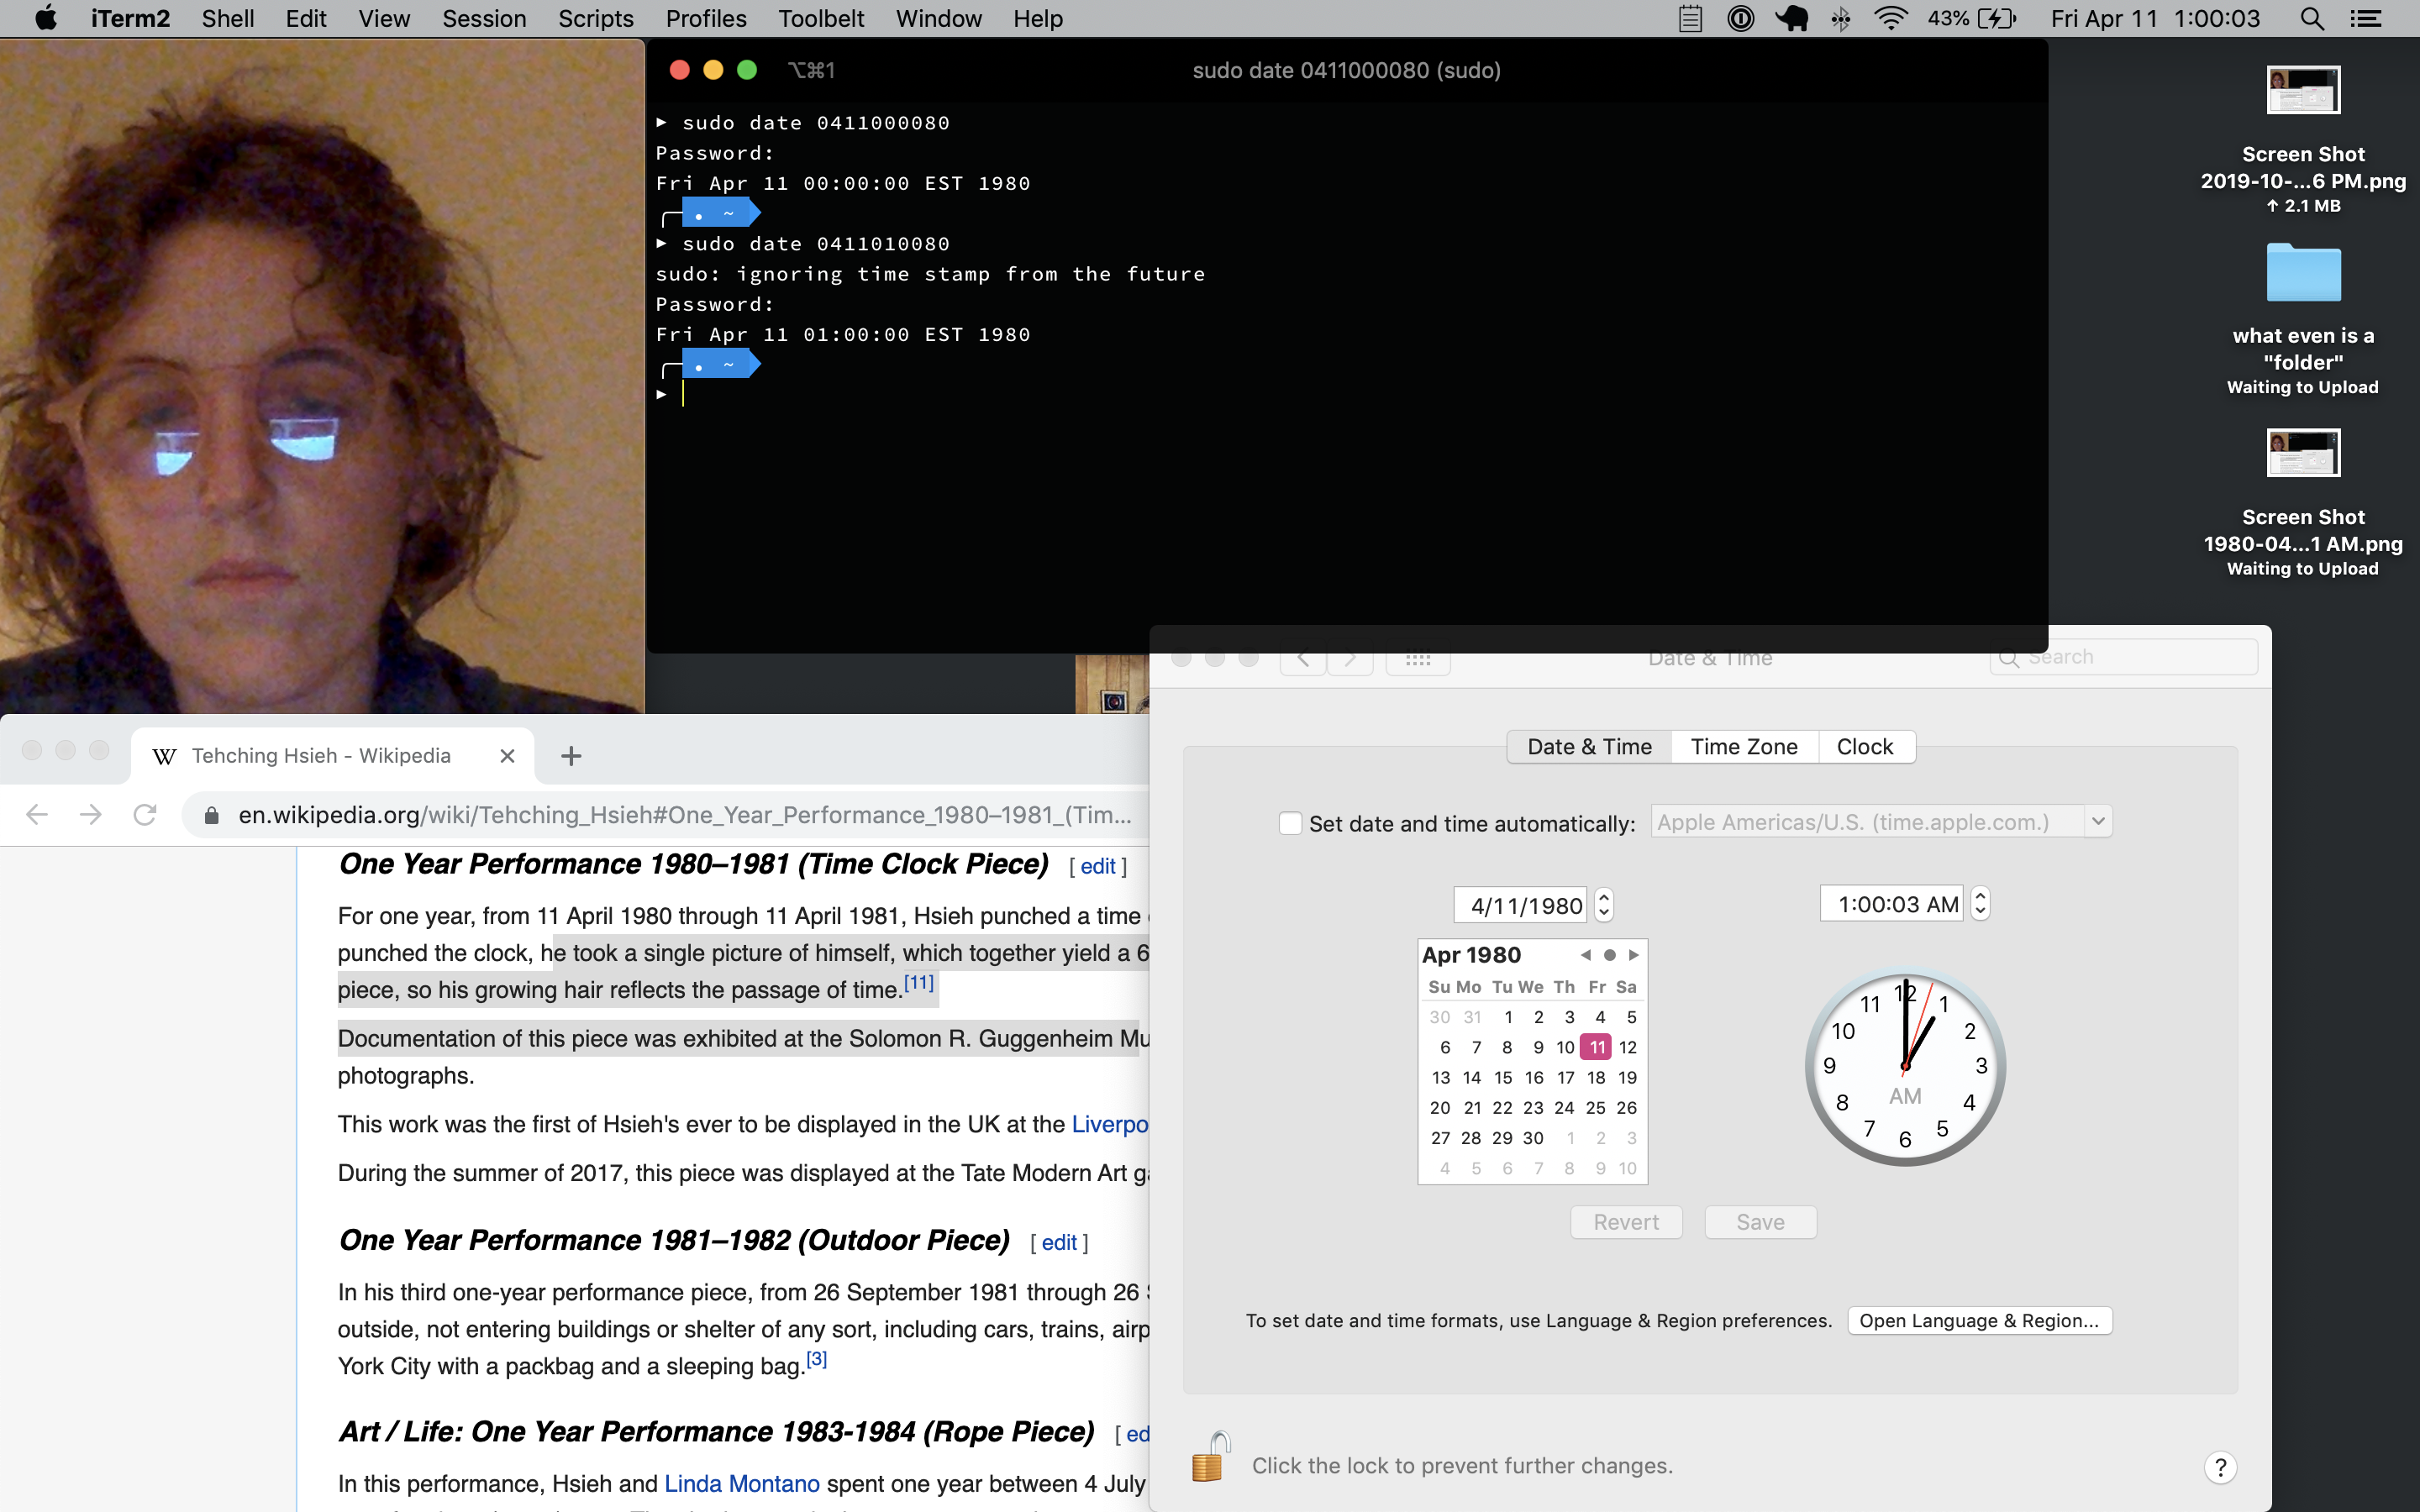 iTerm2 Shell Edit View Session Scripts Profiles Toolbelt Window Help 43% Fri Apr 11 1:00:03
⌥⌘1 sudo date 0411000080 (sudo)
▶ sudo date 0411000080
Password:
Fri Apr 11 00:00:00 EST 1980
. ~
▶ sudo date 0411010080
sudo: ignoring time stamp from the future
Password:
Fri Apr 11 01:00:00 EST 1980
. ~
▶
Screen Shot
2019-10-...6 PM.png
↑ 2.1 MB
what even is a
"folder"
Waiting to Upload
Screen Shot
1980-04...1 AM.png
Waiting to Upload
Tehching Hsieh - Wikipedia
en.wikipedia.org/wiki/Tehching_Hsieh#One_Year_Performance_1980–1981_(Tim...
One Year Performance 1980–1981 (Time Clock Piece) [ edit ]
For one year, from 11 April 1980 through 11 April 1981, Hsieh punched a time
punched the clock, he took a single picture of himself, which together yield a 6
piece, so his growing hair reflects the passage of time.[11]
Documentation of this piece was exhibited at the Solomon R. Guggenheim Mu
photographs.
This work was the first of Hsieh's ever to be displayed in the UK at the Liverpo
During the summer of 2017, this piece was displayed at the Tate Modern Art ga
One Year Performance 1981–1982 (Outdoor Piece) [ edit ]
In his third one-year performance piece, from 26 September 1981 through 26
outside, not entering buildings or shelter of any sort, including cars, trains, airp
York City with a packbag and a sleeping bag.[3]
Art / Life: One Year Performance 1983-1984 (Rope Piece) [ ed
In this performance, Hsieh and Linda Montano spent one year between 4 July
Date & Time Search
Date & Time Time Zone Clock
Set date and time automatically: Apple Americas/U.S. (time.apple.com.)
4/11/1980 1:00:03 AM
Apr 1980
Su Mo Tu We Th Fr Sa
30 31 1 2 3 4 5
6 7 8 9 10 11 12
13 14 15 16 17 18 19
20 21 22 23 24 25 26
27 28 29 30 1 2 3
4 5 6 7 8 9 10
12 1 2 3 4 5 6 7 8 9 10 11
AM
Revert Save
To set date and time formats, use Language & Region preferences. Open Language & Region...
Click the lock to prevent further changes. ?